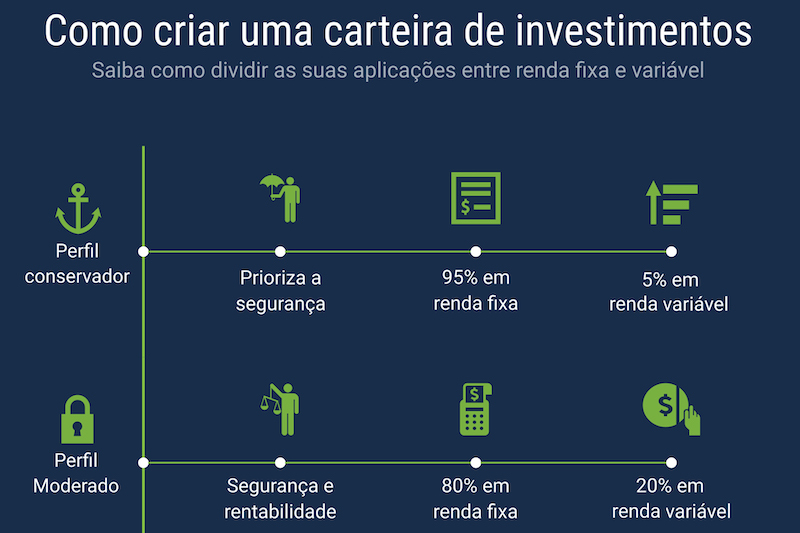 Como criar uma carteira de investimentos
Saiba como dividir as suas aplicações entre renda fixa e variável
Perfil
conservador
Prioriza a
segurança
95% em
renda fixa
5% em
renda variável
Perfil
Moderado
Segurança e
rentabilidade
80% em
renda fixa
20% em
renda variável